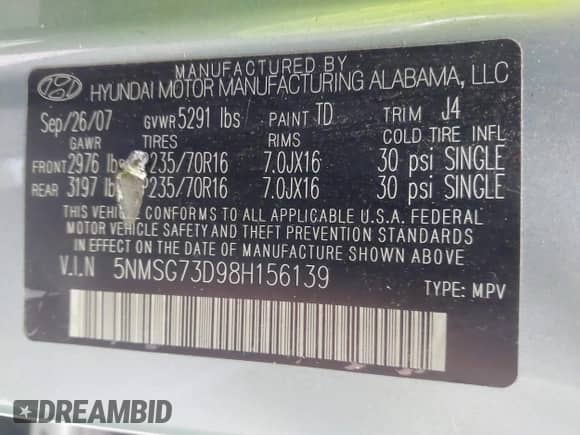 MANUFACTURED BY
HYUNDAI MOTOR MANUFACTURING ALABAMA, LLC
Sep/26/07 GVWR 5291 lbs PAINT TD TRIM J4
GAWR TIRES RIMS COLD TIRE INFL
FRONT 2976 lbs P235/70R16 7.0JX16 30 psi SINGLE
REAR 3197 lbs P235/70R16 7.0JX16 30 psi SINGLE
THIS VEHICLE CONFORMS TO ALL APPLICABLE U.S.A. FEDERAL
MOTOR VEHICLE SAFETY AND THEFT PREVENTION STANDARDS
IN EFFECT ON THE DATE OF MANUFACTURE SHOWN ABOVE
V.I.N 5NMSG73D98H156139
TYPE: MPV
DREAMBID